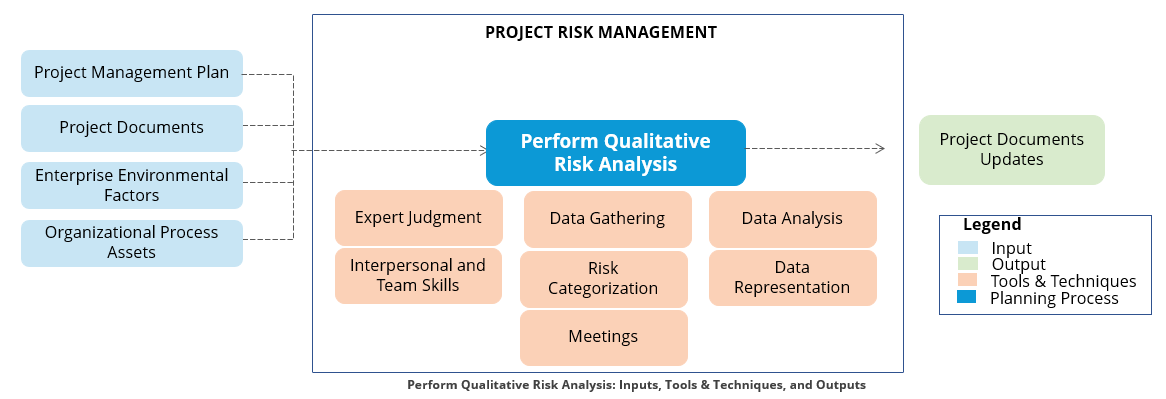 PROJECT RISK MANAGEMENT
Project Management Plan
Project Documents
Enterprise Environmental
Factors
Organizational Process
Assets
Perform Qualitative
Risk Analysis
Expert Judgment
Data Gathering
Data Analysis
Interpersonal and
Team Skills
Risk
Categorization
Data
Representation
Meetings
Project Documents
Updates
Legend
Input
Output
Tools & Techniques
Planning Process
Perform Qualitative Risk Analysis: Inputs, Tools & Techniques, and Outputs